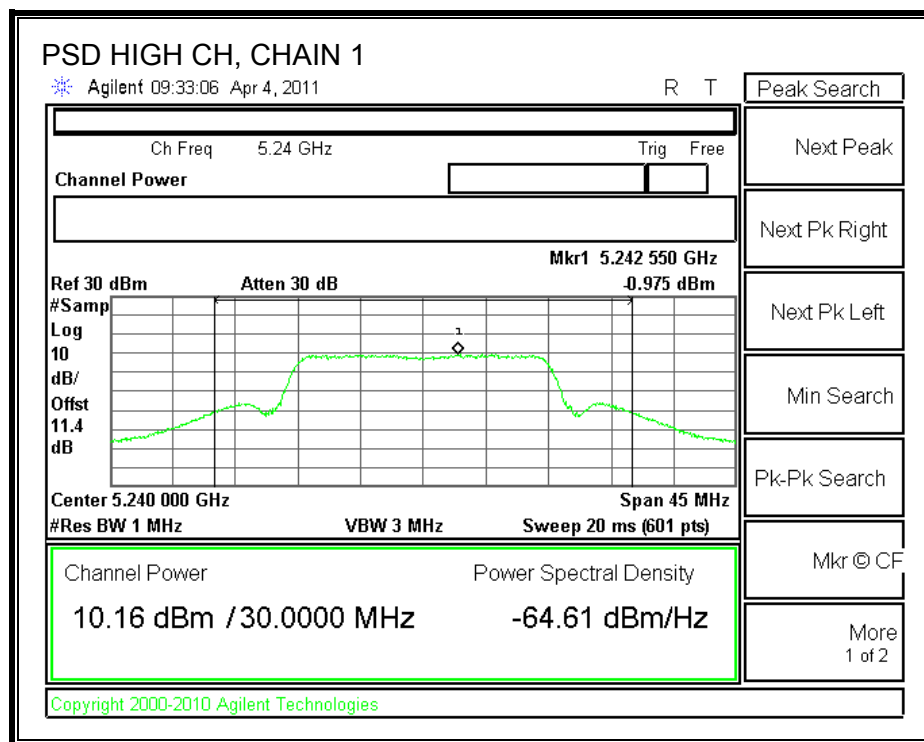 PSD HIGH CH, CHAIN 1
Agilent 09:33:06 Apr 4, 2011 R T
Peak Search
Ch Freq 5.24 GHz Trig Free
Channel Power
Mkr1 5.242 550 GHz
Ref 30 dBm Atten 30 dB -0.975 dBm
#Samp
Log
10
dB/
Offst
11.4
dB
1
Center 5.240 000 GHz Span 45 MHz
#Res BW 1 MHz VBW 3 MHz Sweep 20 ms (601 pts)
Channel Power Power Spectral Density
10.16 dBm / 30.0000 MHz -64.61 dBm/Hz
Copyright 2000-2010 Agilent Technologies
Next Peak
Next Pk Right
Next Pk Left
Min Search
Pk-Pk Search
Mkr © CF
More
1 of 2